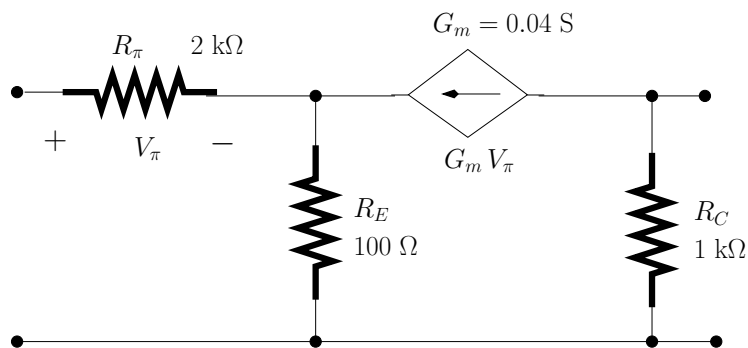 G_m = 0.04 S
R_π 2 kΩ
+ V_π −
G_m V_π
R_E
100 Ω
R_C
1 kΩ